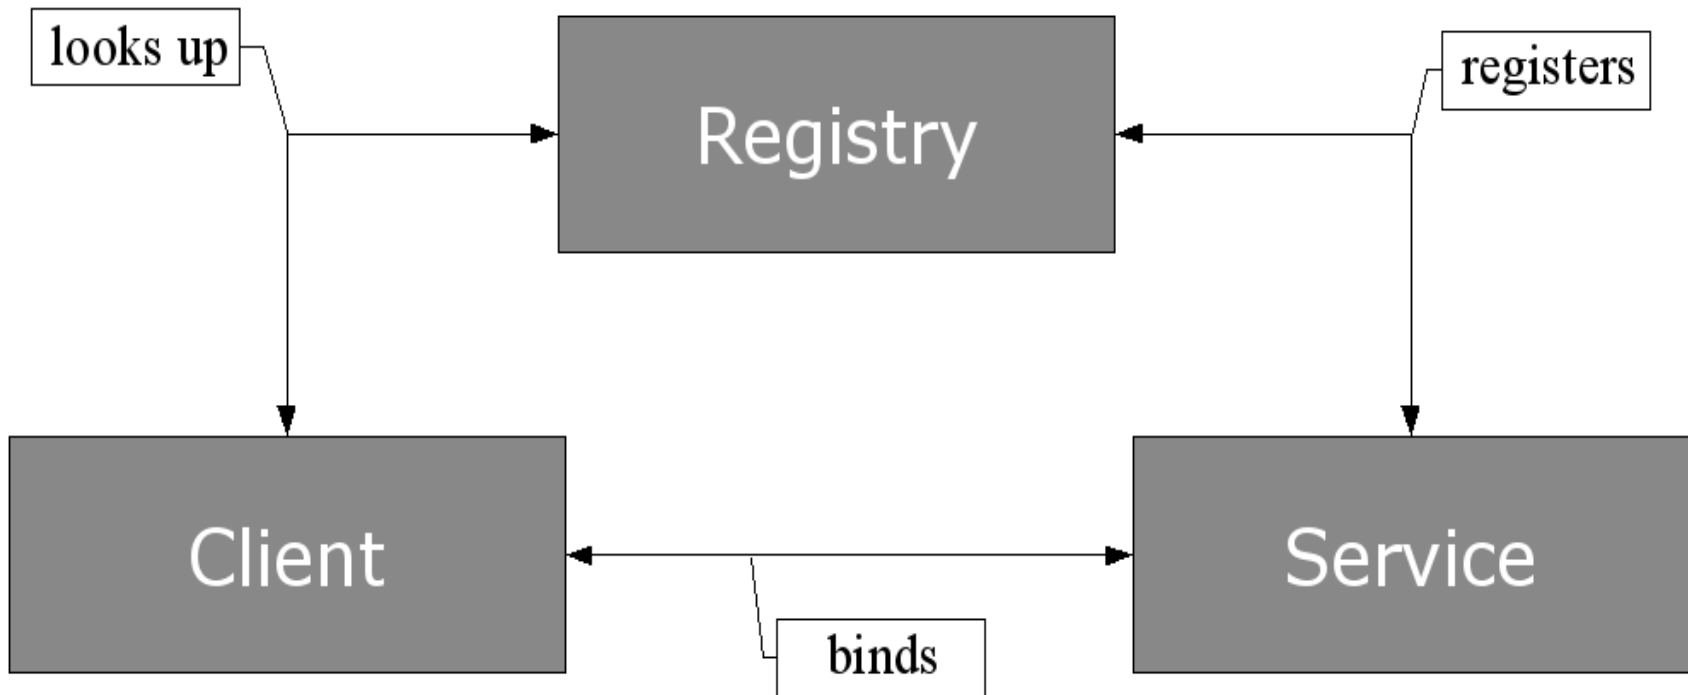 looks up
Registry
registers
Client
Service
binds